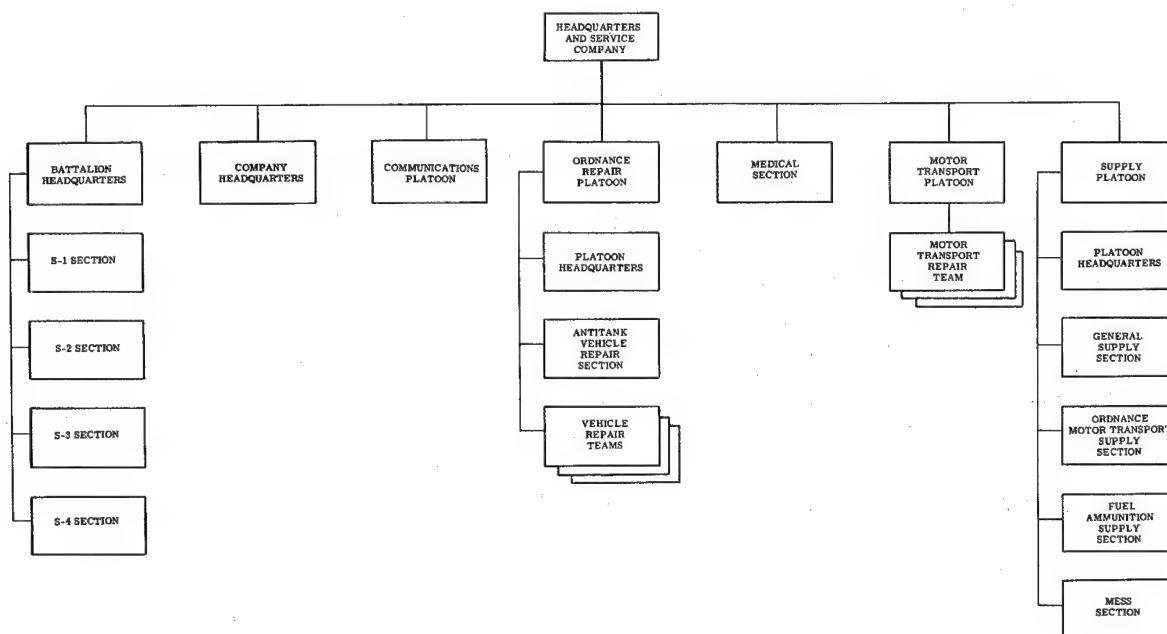 HEADQUARTERS
AND SERVICE
COMPANY
BATTALION
HEADQUARTERS
COMPANY
HEADQUARTERS
COMMUNICATIONS
PLATOON
ORDNANCE
REPAIR
PLATOON
MEDICAL
SECTION
MOTOR
TRANSPORT
PLATOON
SUPPLY
PLATOON
S-1 SECTION
PLATOON
HEADQUARTERS
MOTOR
TRANSPORT
REPAIR
TEAM
PLATOON
HEADQUARTERS
S-2 SECTION
ANTITANK
VEHICLE
REPAIR
SECTION
GENERAL
SUPPLY
SECTION
S-3 SECTION
VEHICLE
REPAIR
TEAMS
ORDNANCE
MOTOR TRANSPORT
SUPPLY
SECTION
S-4 SECTION
FUEL
AMMUNITION
SUPPLY
SECTION
MESS
SECTION